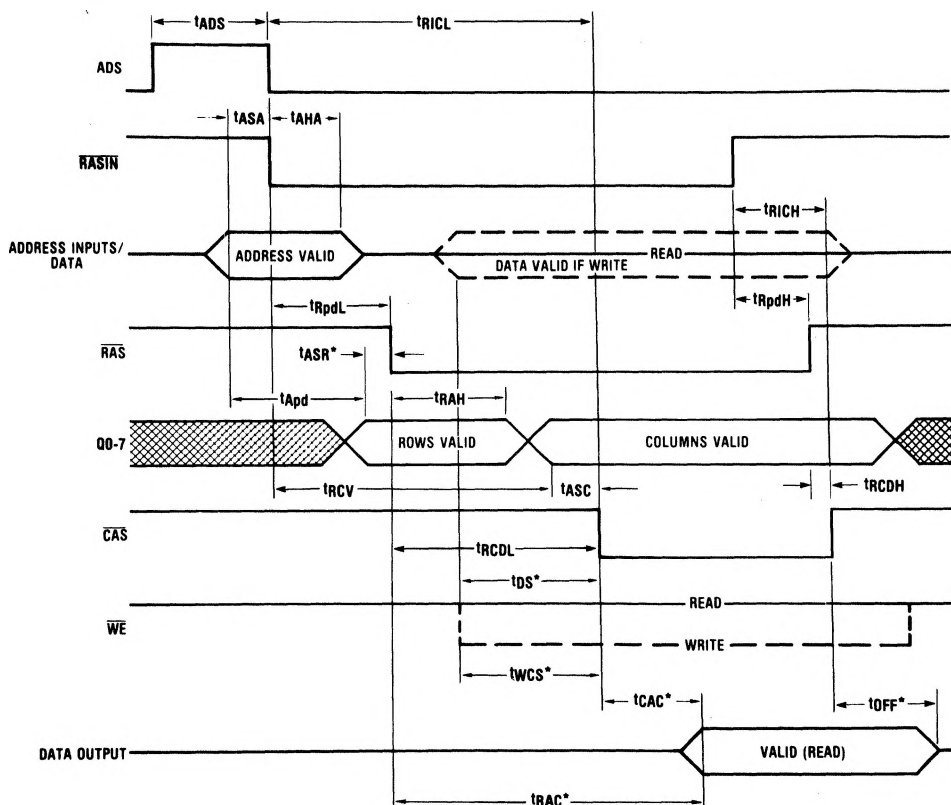 tADS
tRICL
ADS
tASA
tAHA
RASIN
tRICH
ADDRESS INPUTS/
DATA
ADDRESS VALID
READ
DATA VALID IF WRITE
tRpdL
tRpdH
RAS
tASR*
tApd
tRAH
Q0-7
ROWS VALID
COLUMNS VALID
tRCV
tASC
tRCDH
CAS
tRCDL
tDS*
READ
WE
WRITE
tWCS*
tCAC*
tOFF*
DATA OUTPUT
VALID (READ)
tRAC*